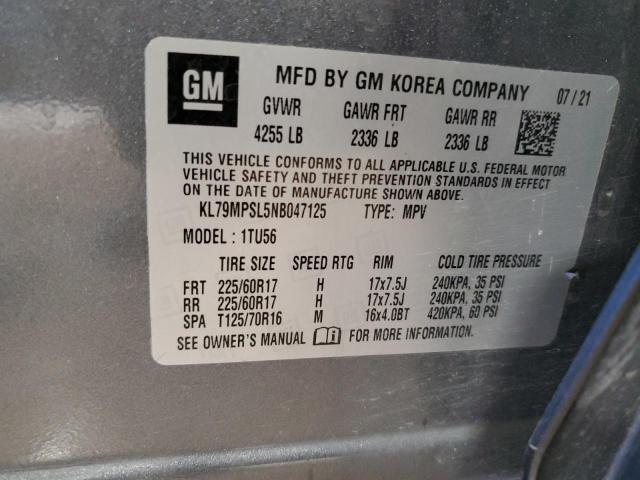 GM
MFD BY GM KOREA COMPANY 07 / 21
GVWR GAWR FRT GAWR RR
4255 LB 2336 LB 2336 LB
THIS VEHICLE CONFORMS TO ALL APPLICABLE U.S. FEDERAL MOTOR
VEHICLE SAFETY AND THEFT PREVENTION STANDARDS IN EFFECT
ON THE DATE OF MANUFACTURE SHOWN ABOVE.
KL79MPSL5NB047125 TYPE: MPV
MODEL : 1TU56
TIRE SIZE SPEED RTG RIM COLD TIRE PRESSURE
FRT 225/60R17 H 17x7.5J 240KPA, 35 PSI
RR 225/60R17 H 17x7.5J 240KPA, 35 PSI
SPA T125/70R16 M 16x4.0BT 420KPA, 60 PSI
SEE OWNER'S MANUAL FOR MORE INFORMATION.